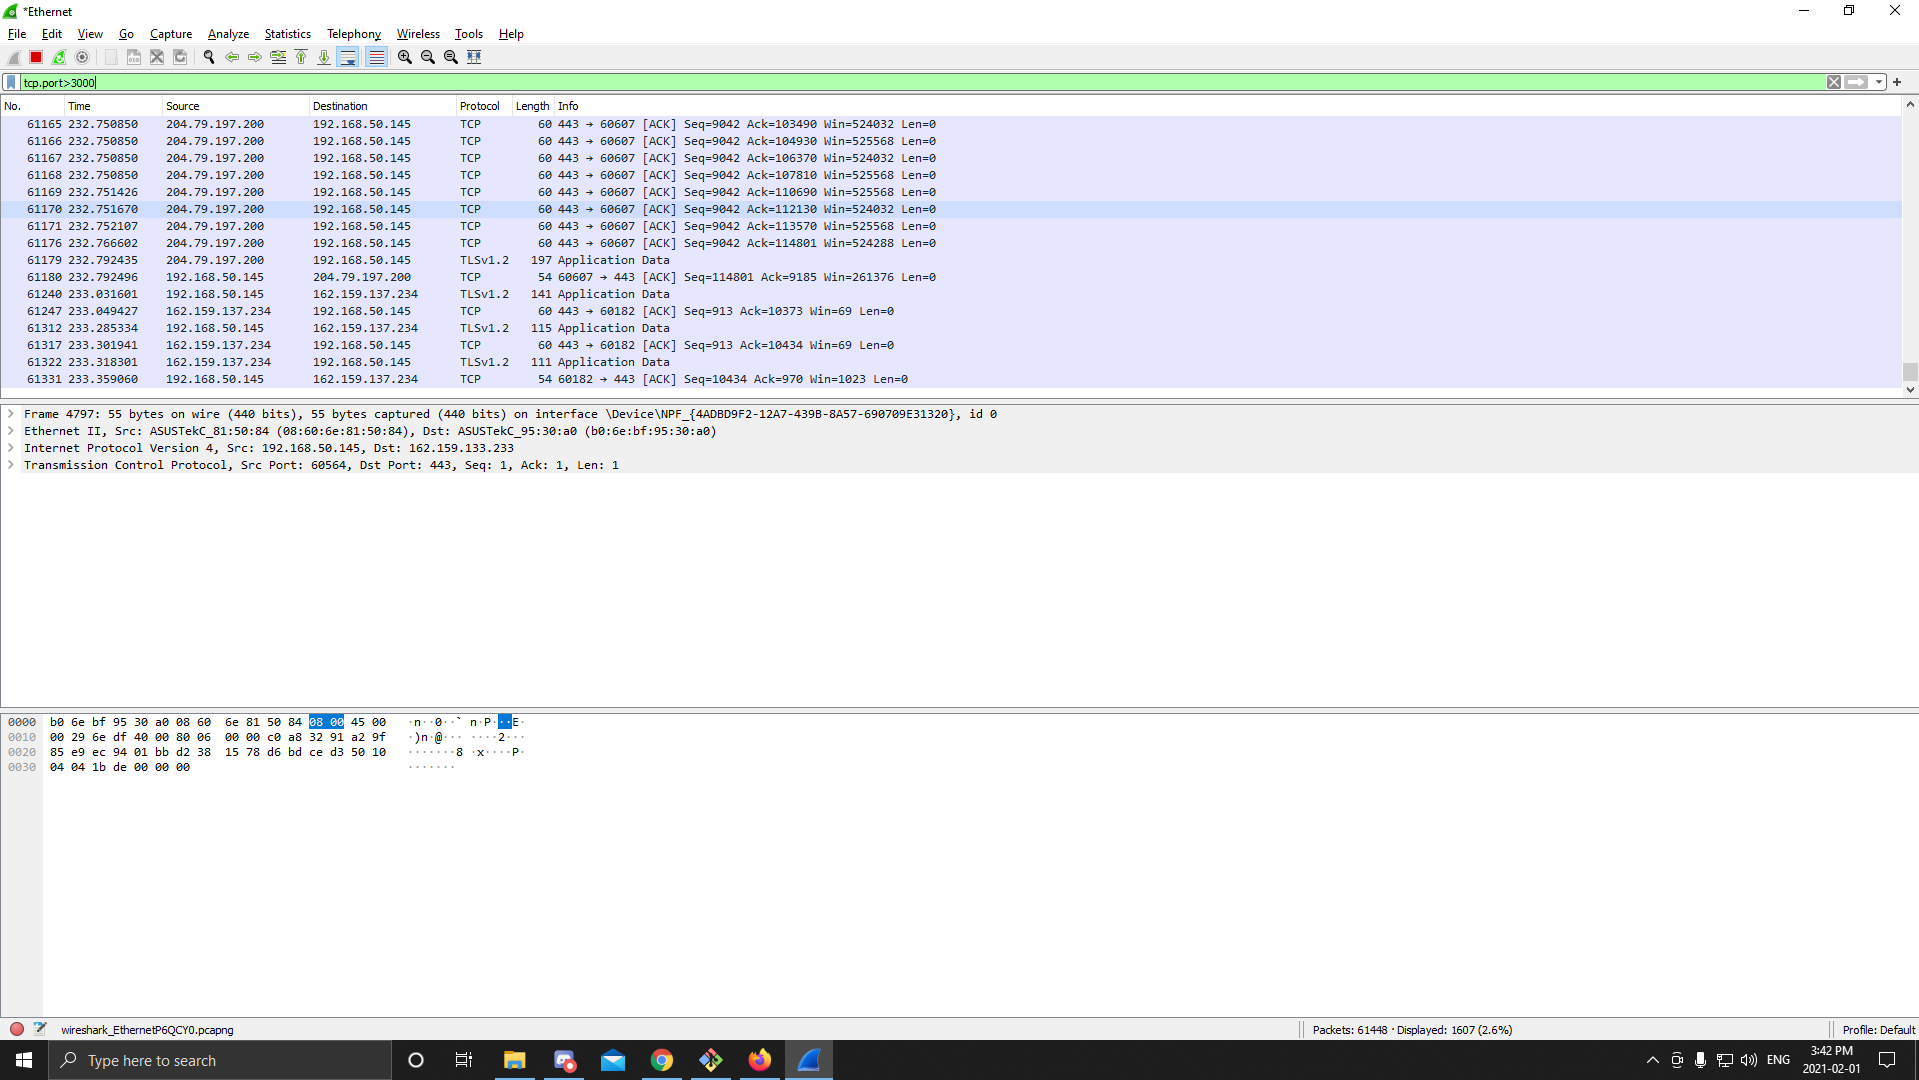 *Ethernet
File Edit View Go Capture Analyze Statistics Telephony Wireless Tools Help
tcp.port>3000
No. Time Source Destination Protocol Length Info
61165 232.750850 204.79.197.200 192.168.50.145 TCP 60 443 → 60607 [ACK] Seq=9042 Ack=103490 Win=524032 Len=0
61166 232.750850 204.79.197.200 192.168.50.145 TCP 60 443 → 60607 [ACK] Seq=9042 Ack=104930 Win=525568 Len=0
61167 232.750850 204.79.197.200 192.168.50.145 TCP 60 443 → 60607 [ACK] Seq=9042 Ack=106370 Win=524032 Len=0
61168 232.750850 204.79.197.200 192.168.50.145 TCP 60 443 → 60607 [ACK] Seq=9042 Ack=107810 Win=525568 Len=0
61169 232.751426 204.79.197.200 192.168.50.145 TCP 60 443 → 60607 [ACK] Seq=9042 Ack=110690 Win=525568 Len=0
61170 232.751670 204.79.197.200 192.168.50.145 TCP 60 443 → 60607 [ACK] Seq=9042 Ack=112130 Win=524032 Len=0
61171 232.752107 204.79.197.200 192.168.50.145 TCP 60 443 → 60607 [ACK] Seq=9042 Ack=113570 Win=525568 Len=0
61176 232.766602 204.79.197.200 192.168.50.145 TCP 60 443 → 60607 [ACK] Seq=9042 Ack=114801 Win=524288 Len=0
61179 232.792435 204.79.197.200 192.168.50.145 TLSv1.2 197 Application Data
61180 232.792496 192.168.50.145 204.79.197.200 TCP 54 60607 → 443 [ACK] Seq=114801 Ack=9185 Win=261376 Len=0
61240 233.031601 192.168.50.145 162.159.137.234 TLSv1.2 141 Application Data
61247 233.049427 162.159.137.234 192.168.50.145 TCP 60 443 → 60182 [ACK] Seq=913 Ack=10373 Win=69 Len=0
61312 233.285334 192.168.50.145 162.159.137.234 TLSv1.2 115 Application Data
61317 233.301941 162.159.137.234 192.168.50.145 TCP 60 443 → 60182 [ACK] Seq=913 Ack=10434 Win=69 Len=0
61322 233.318301 162.159.137.234 192.168.50.145 TLSv1.2 111 Application Data
61331 233.359060 192.168.50.145 162.159.137.234 TCP 54 60182 → 443 [ACK] Seq=10434 Ack=970 Win=1023 Len=0
Frame 4797: 55 bytes on wire (440 bits), 55 bytes captured (440 bits) on interface \Device\NPF_{4ADBD9F2-12A7-439B-8A57-690709E31320}, id 0
Ethernet II, Src: ASUSTekC_81:50:84 (08:60:6e:81:50:84), Dst: ASUSTekC_95:30:a0 (b0:6e:bf:95:30:a0)
Internet Protocol Version 4, Src: 192.168.50.145, Dst: 162.159.133.233
Transmission Control Protocol, Src Port: 60564, Dst Port: 443, Seq: 1, Ack: 1, Len: 1
0000 b0 6e bf 95 30 a0 08 60 6e 81 50 84 08 00 45 00 ·n··0··` n·P···E·
0010 00 29 6e df 40 00 80 06 00 00 c0 a8 32 91 a2 9f ·)n·@··· ····2···
0020 85 e9 ec 94 01 bb d2 38 15 78 d6 bd ce d3 50 10 ·······8 ·x····P·
0030 04 04 1b de 00 00 00 ·······
wireshark_EthernetP6QCY0.pcapng Packets: 61448 · Displayed: 1607 (2.6%) Profile: Default
Type here to search ENG 3:42 PM
2021-02-01